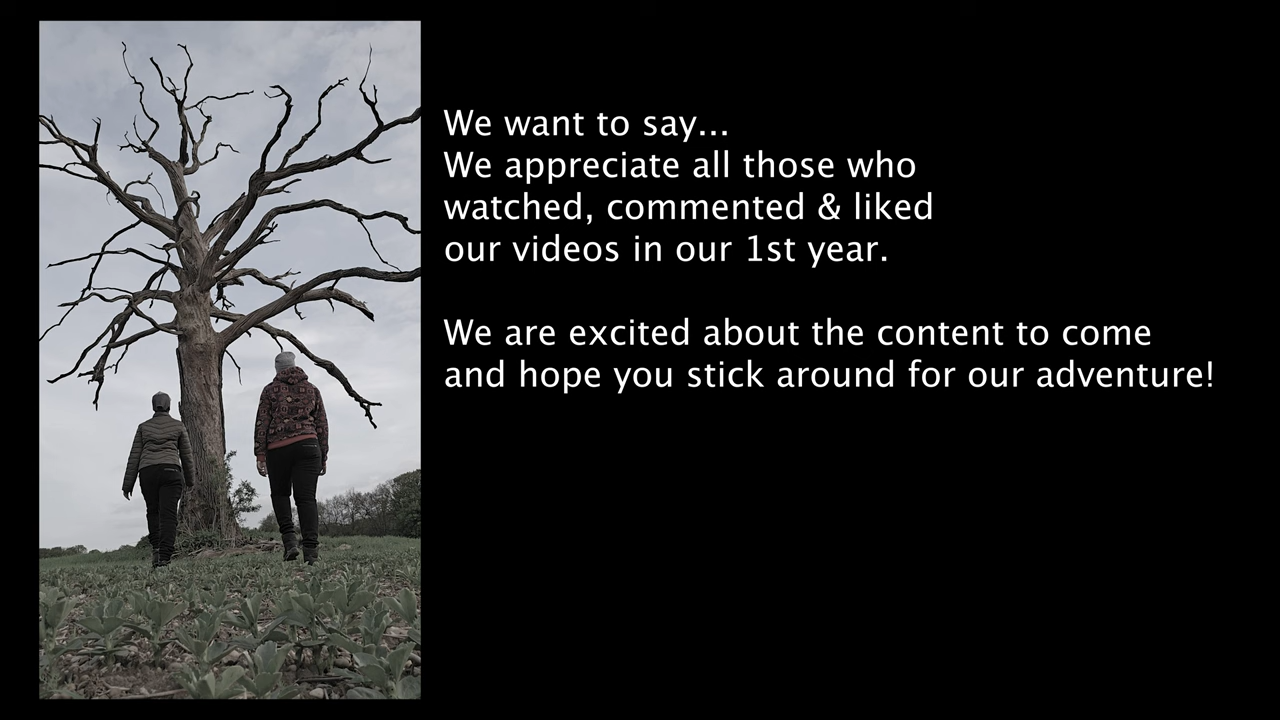 We want to say...
We appreciate all those who
watched, commented & liked
our videos in our 1st year.
We are excited about the content to come
and hope you stick around for our adventure!